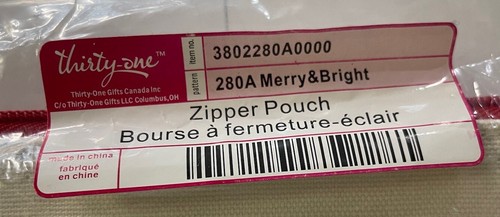 thirty-one™
Thirty-One Gifts Canada Inc
C/o Thirty-One Gifts LLC Columbus, OH
item no. 3802280A0000
pattern 280A Merry&Bright
Zipper Pouch
Bourse à fermeture-éclair
made in china
fabriqué
en chine